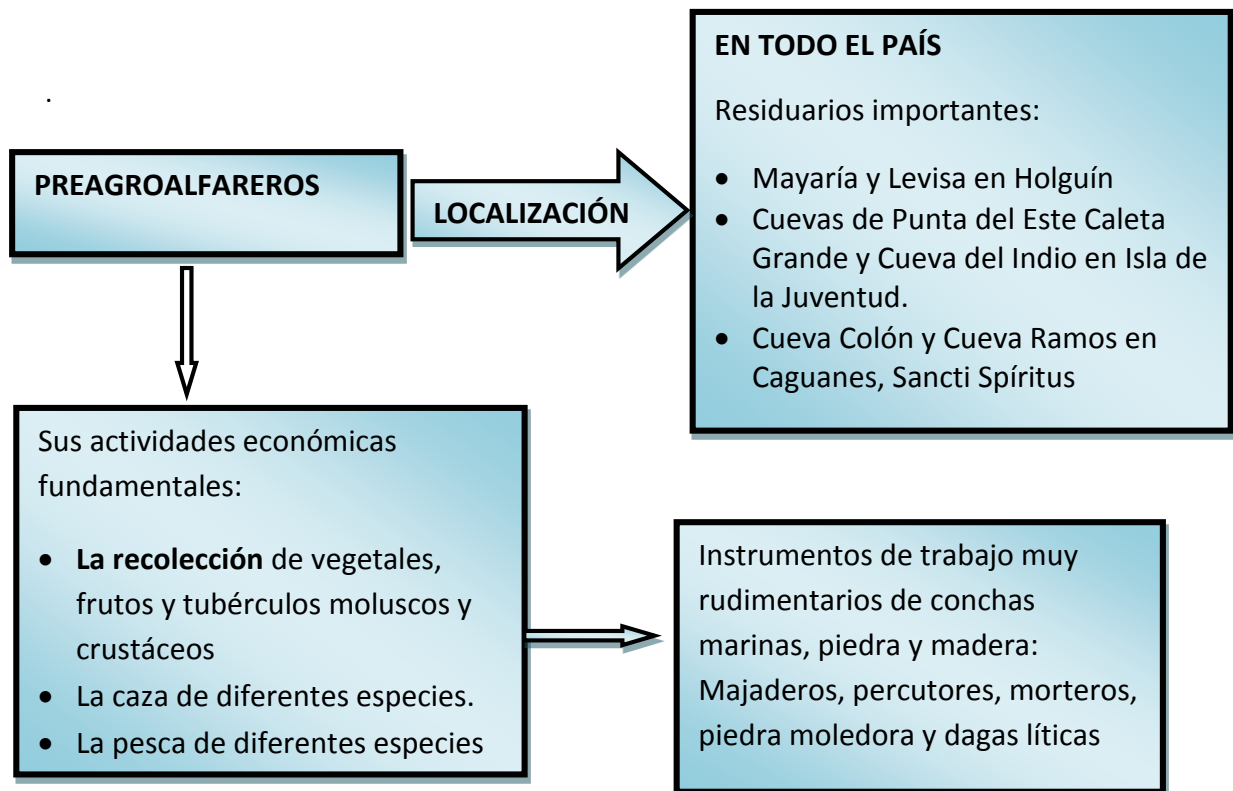 .
PREAGROALFAREROS
LOCALIZACIÓN
EN TODO EL PAÍS
Residuarios importantes:
• Mayaría y Levisa en Holguín
• Cuevas de Punta del Este Caleta
Grande y Cueva del Indio en Isla de
la Juventud.
• Cueva Colón y Cueva Ramos en
Caguanes, Sancti Spíritus
Sus actividades económicas
fundamentales:
• La recolección de vegetales,
frutos y tubérculos moluscos y
crustáceos
• La caza de diferentes especies.
• La pesca de diferentes especies
Instrumentos de trabajo muy
rudimentarios de conchas
marinas, piedra y madera:
Majaderos, percutores, morteros,
piedra moledora y dagas líticas